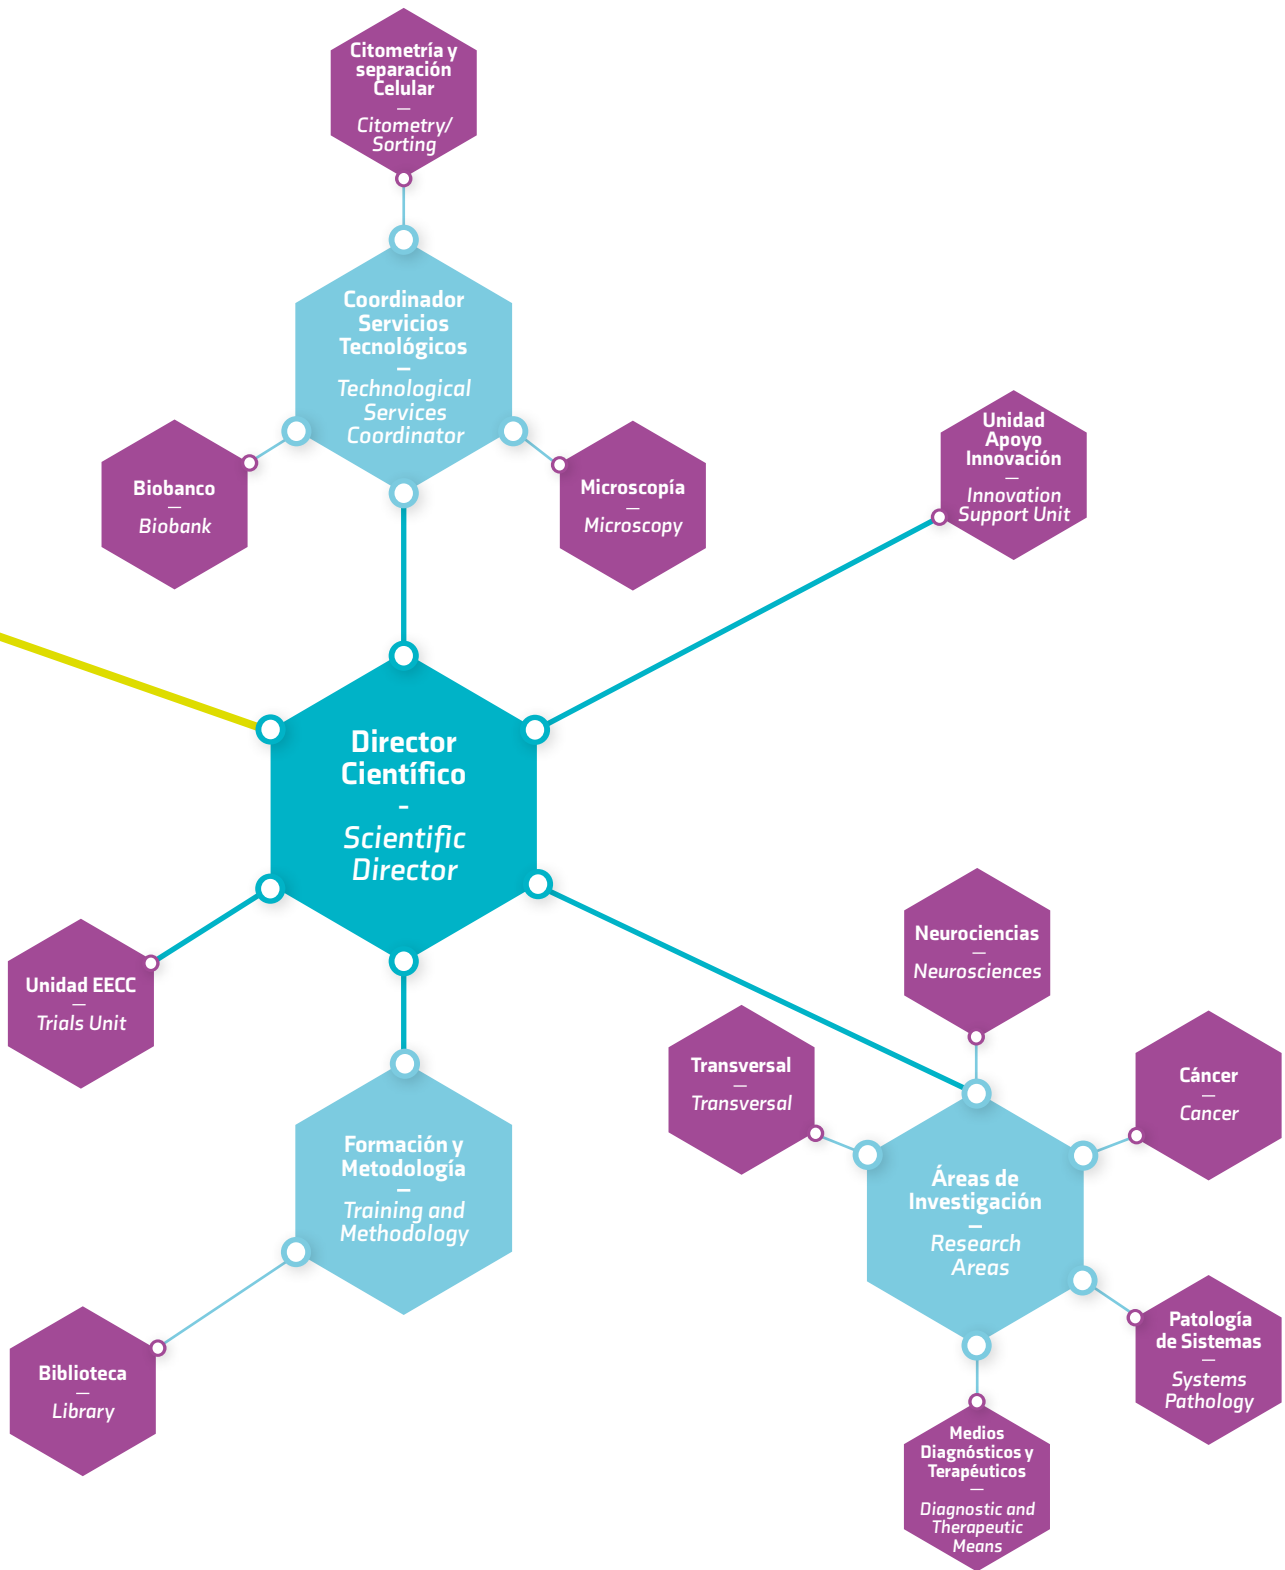 Citometría y
separación
Celular
—
Citometry/
Sorting
Coordinador
Servicios
Tecnológicos
—
Technological
Services
Coordinator
Biobanco
—
Biobank
Microscopía
—
Microscopy
Unidad
Apoyo
Innovación
—
Innovation
Support Unit
Director
Científico
-
Scientific
Director
Unidad EECC
—
Trials Unit
Formación y
Metodología
—
Training and
Methodology
Biblioteca
—
Library
Neurociencias
—
Neurosciences
Transversal
—
Transversal
Cáncer
—
Cancer
Áreas de
Investigación
—
Research
Areas
Patología
de Sistemas
—
Systems
Pathology
Medios
Diagnósticos y
Terapéuticos
—
Diagnostic and
Therapeutic
Means